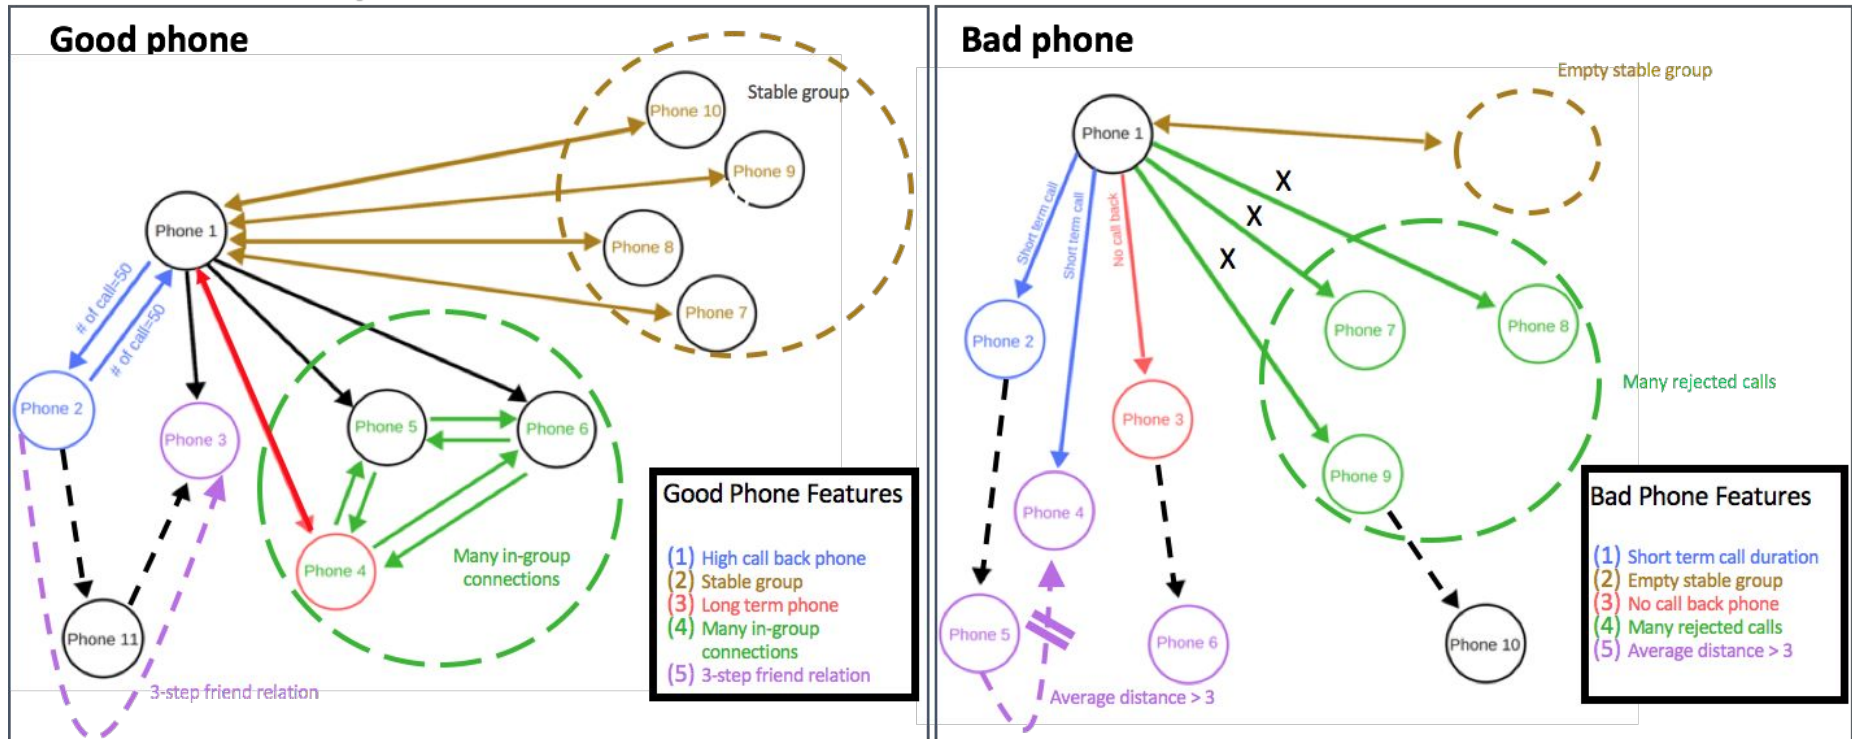 Good phone
Phone 10
Stable group
Phone 9
Phone 1
Phone 8
Phone 7
# of call=50
# of call=50
Phone 2
Phone 3
Phone 5
Phone 6
Phone 4
Many in-group
connections
Phone 11
3-step friend relation
Good Phone Features
(1) High call back phone
(2) Stable group
(3) Long term phone
(4) Many in-group
connections
(5) 3-step friend relation
Bad phone
Empty stable group
Phone 1
Short term call
Short term call
No call back
X
X
X
Phone 2
Phone 7
Phone 8
Many rejected calls
Phone 3
Phone 9
Phone 4
Phone 5
Phone 6
Phone 10
Average distance > 3
Bad Phone Features
(1) Short term call duration
(2) Empty stable group
(3) No call back phone
(4) Many rejected calls
(5) Average distance > 3